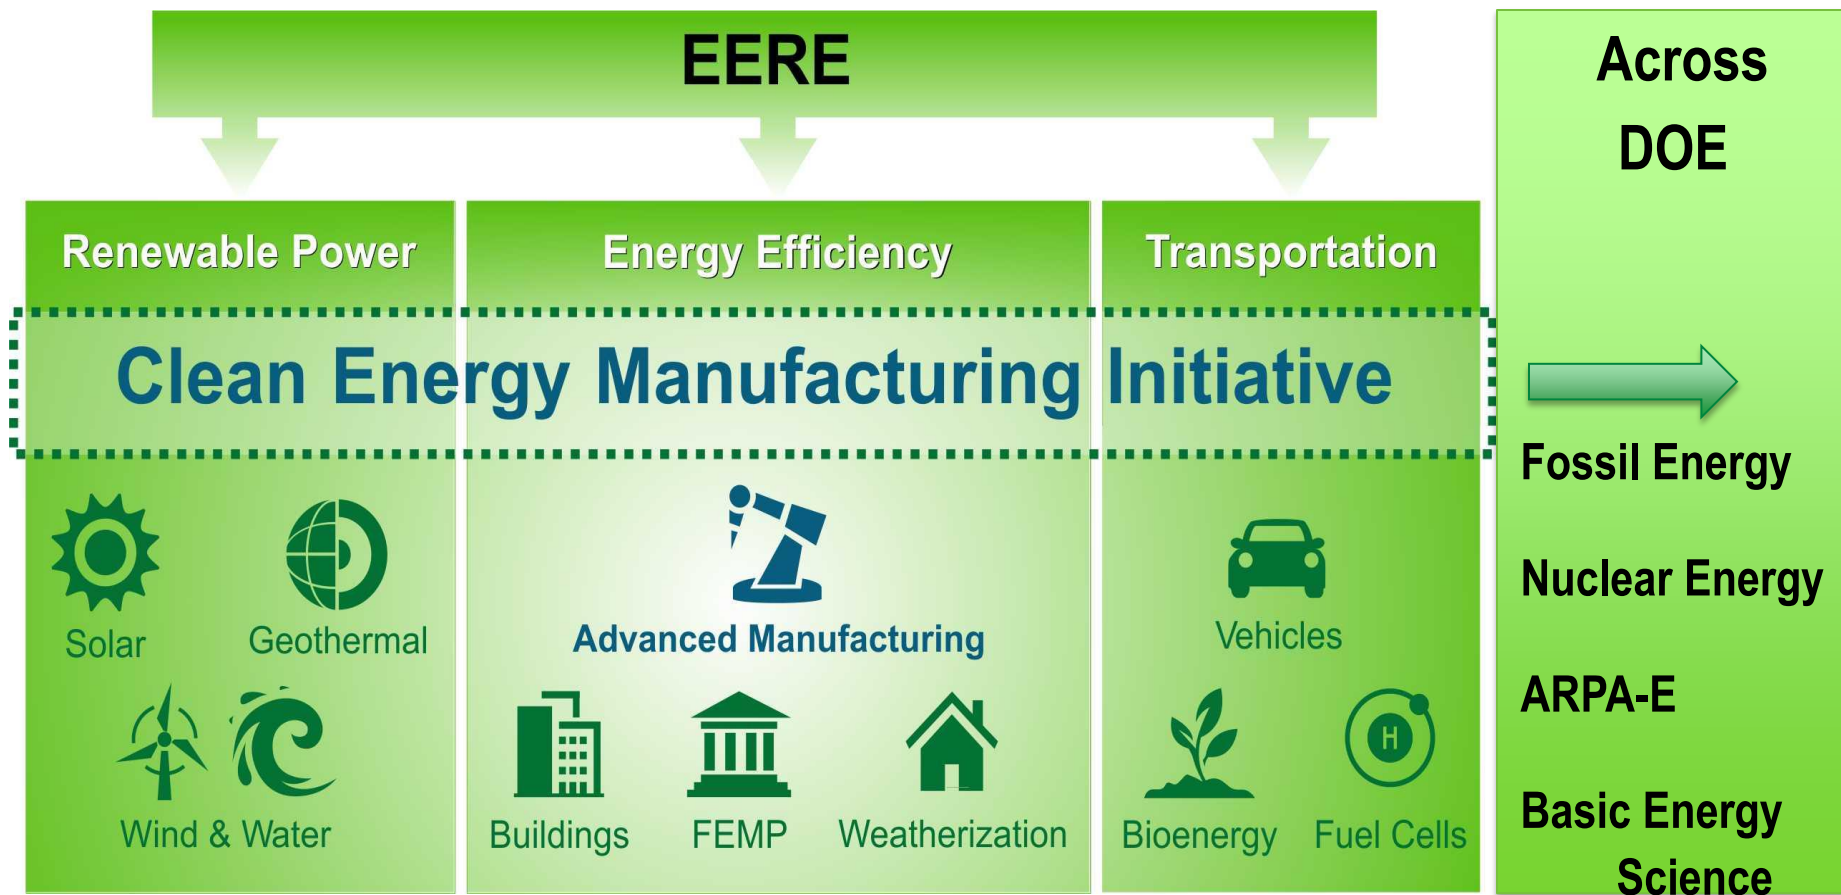 EERE
Renewable Power
Energy Efficiency
Transportation
Clean Energy Manufacturing Initiative
Solar
Geothermal
Wind & Water
Advanced Manufacturing
Buildings
FEMP
Weatherization
Vehicles
Bioenergy
H
Fuel Cells
Across
DOE
Fossil Energy
Nuclear Energy
ARPA-E
Basic Energy
Science